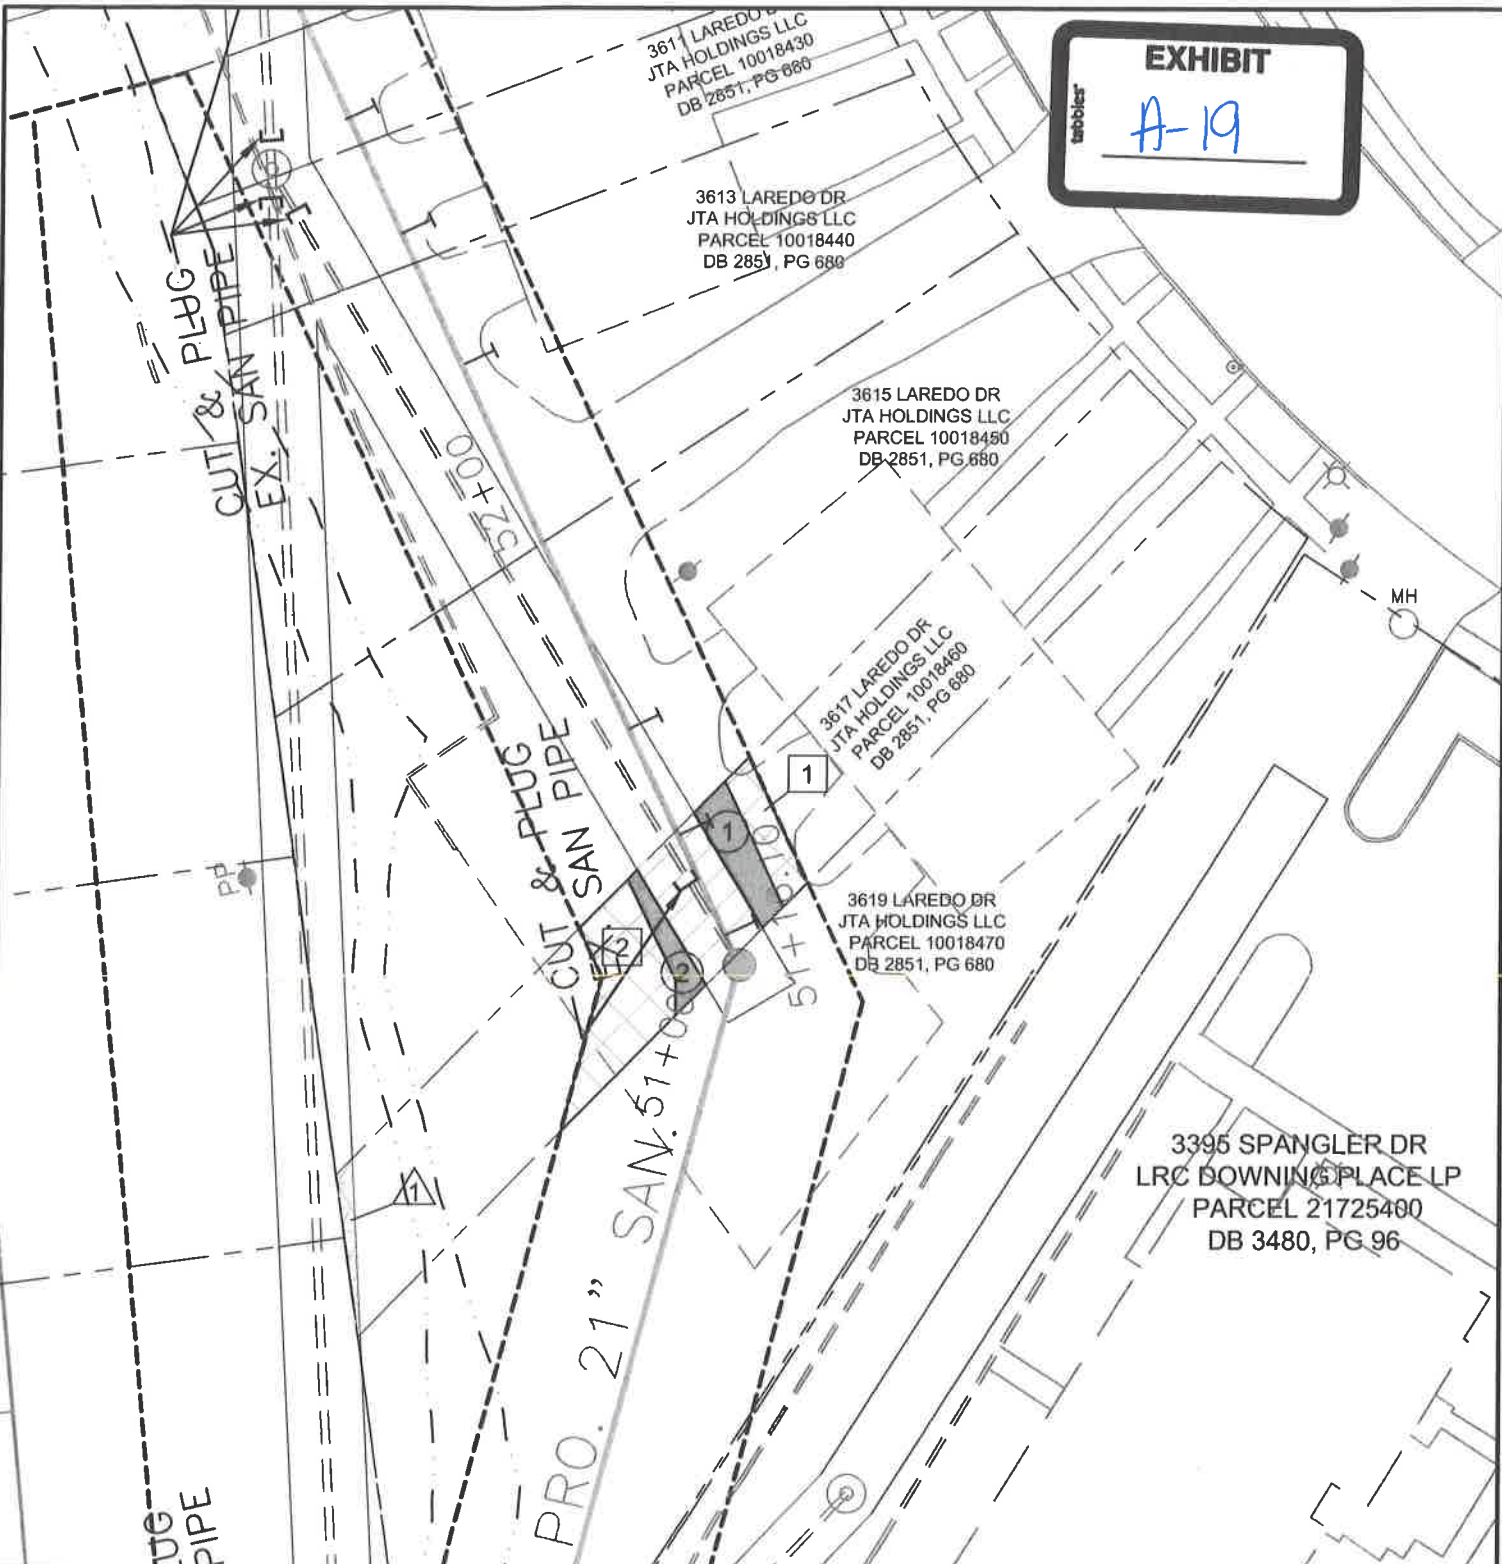 EXHIBIT
tabbies®
A-19
3611 LAREDO
JTA HOLDINGS LLC
PARCEL 10018430
DB 2851, PG 680
3613 LAREDO DR
JTA HOLDINGS LLC
PARCEL 10018440
DB 2851, PG 680
CUT & PLUG
EX. SAN PIPE
3615 LAREDO DR
JTA HOLDINGS LLC
PARCEL 10018450
DB 2851, PG 680
52+00
MH
3617 LAREDO DR
JTA HOLDINGS LLC
PARCEL 10018460
DB 2851, PG 680
1
1
CUT & PLUG
SAN PIPE
PP
3619 LAREDO DR
JTA HOLDINGS LLC
PARCEL 10018470
DB 2851, PG 680
2
2
1
3395 SPANGLER DR
LRC DOWNING PLACE LP
PARCEL 21725400
DB 3480, PG 96
PRO. 21" SAN. 51+00
UG
PIPE